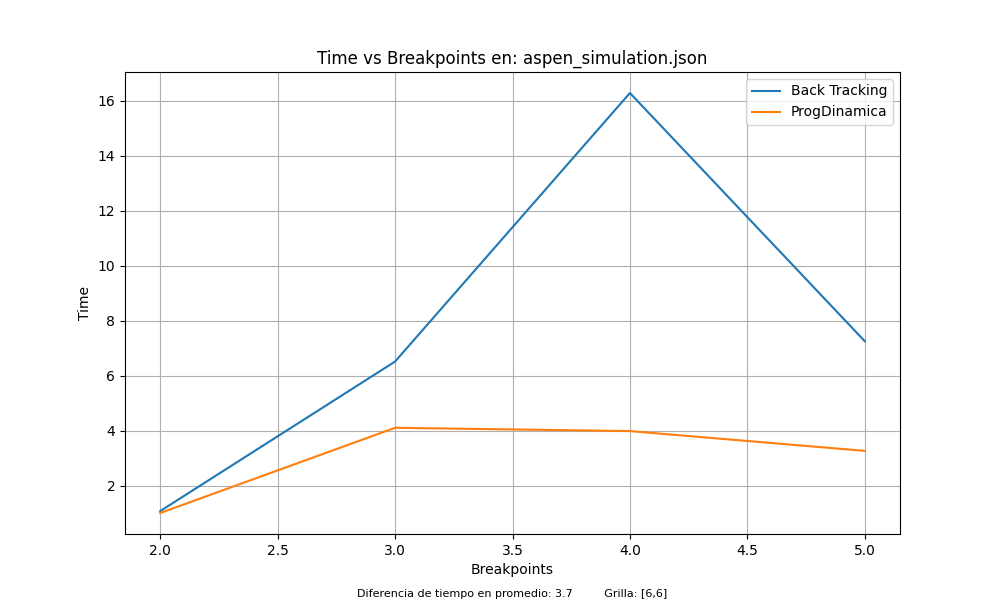 Time vs Breakpoints en: aspen_simulation.json
Back Tracking
ProgDinamica
Time
16
14
12
10
8
6
4
2
2.0 2.5 3.0 3.5 4.0 4.5 5.0
Breakpoints
Diferencia de tiempo en promedio: 3.7 Grilla: [6,6]